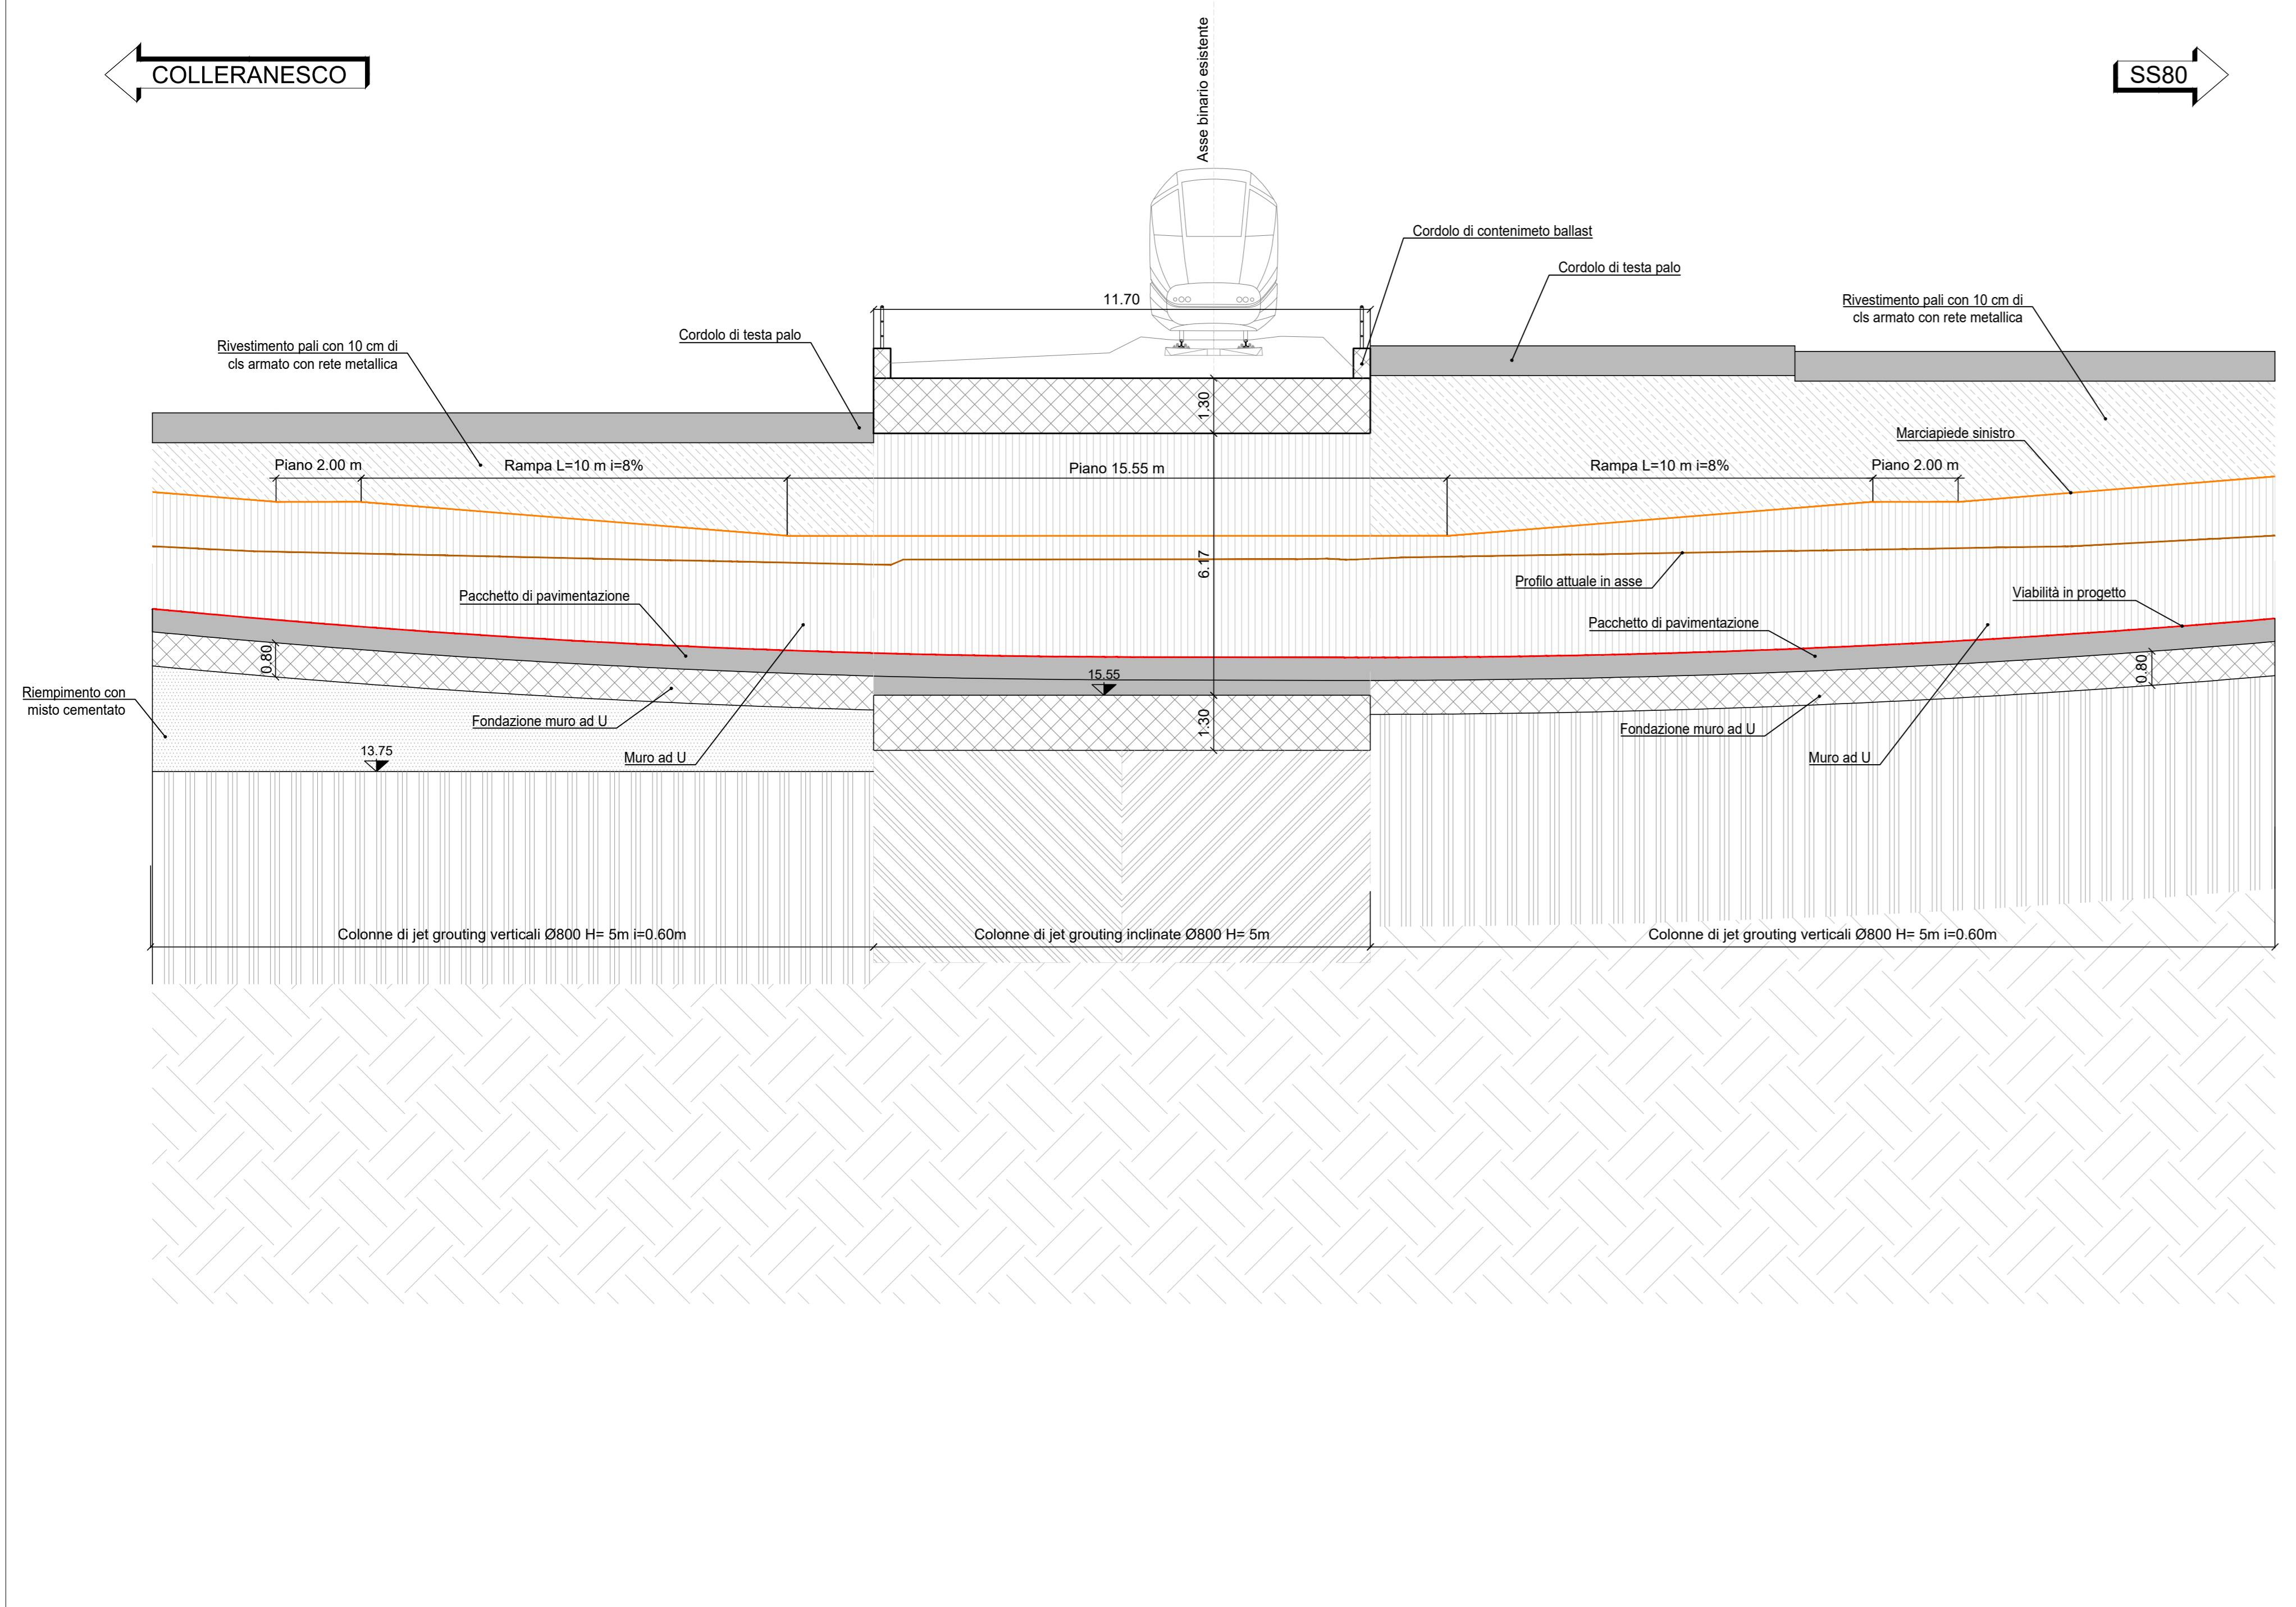 Asse binario esistente
COLLERANESCO
SS80
Cordolo di contenimeto ballast
Cordolo di testa palo
11.70
Rivestimento pali con 10 cm di
cls armato con rete metallica
Cordolo di testa palo
Rivestimento pali con 10 cm di
cls armato con rete metallica
1.30
Marciapiede sinistro
Piano 2.00 m
Rampa L=10 m i=8%
Piano 15.55 m
Rampa L=10 m i=8%
Piano 2.00 m
6.17
Profilo attuale in asse
Pacchetto di pavimentazione
Viabilità in progetto
Pacchetto di pavimentazione
0.80
0.80
15.55
Riempimento con
misto cementato
Fondazione muro ad U
1.30
Fondazione muro ad U
13.75
Muro ad U
Muro ad U
Colonne di jet grouting verticali Ø800 H= 5m i=0.60m
Colonne di jet grouting inclinate Ø800 H= 5m
Colonne di jet grouting verticali Ø800 H= 5m i=0.60m